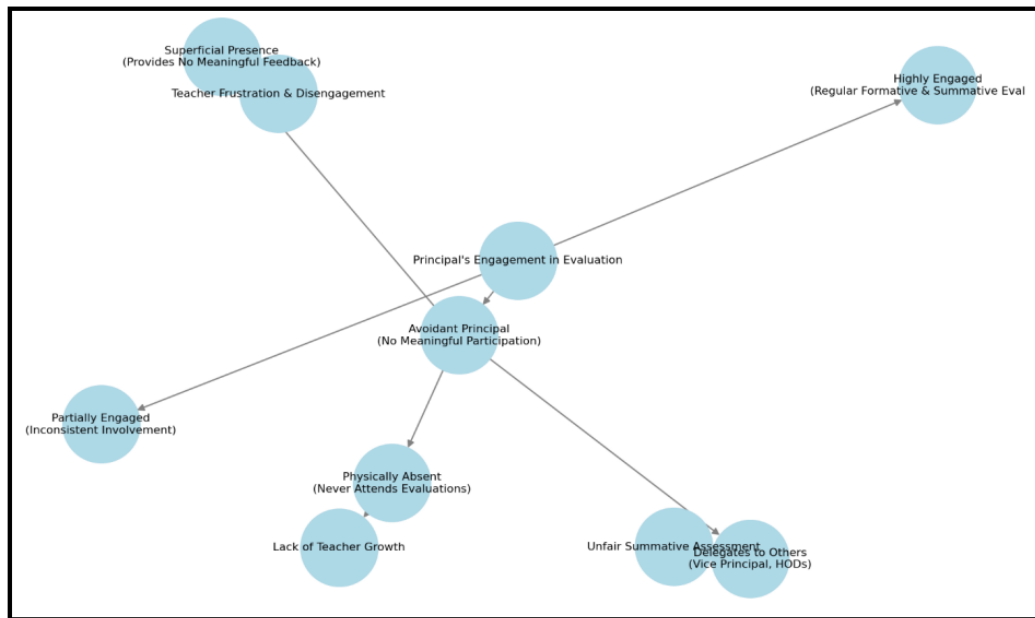 Superficial Presence
(Provides No Meaningful Feedback)
Teacher Frustration & Disengagement
Highly Engaged
(Regular Formative & Summative Eval
Principal's Engagement in Evaluation
Avoidant Principal
(No Meaningful Participation)
Partially Engaged
(Inconsistent Involvement)
Physically Absent
(Never Attends Evaluations)
Lack of Teacher Growth
Unfair Summative Assessment
Delegates to Others
(Vice Principal, HODs)